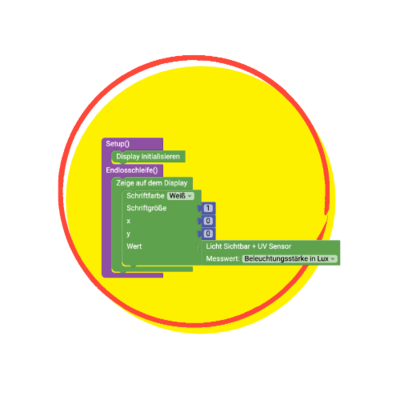 Setup()
Display initialisieren
Endlosschleife()
Zeige auf dem Display
Schriftfarbe Weiß
Schriftgröße 1
x 0
y 0
Wert Licht Sichtbar + UV Sensor
Messwert: Beleuchtungsstärke in Lux